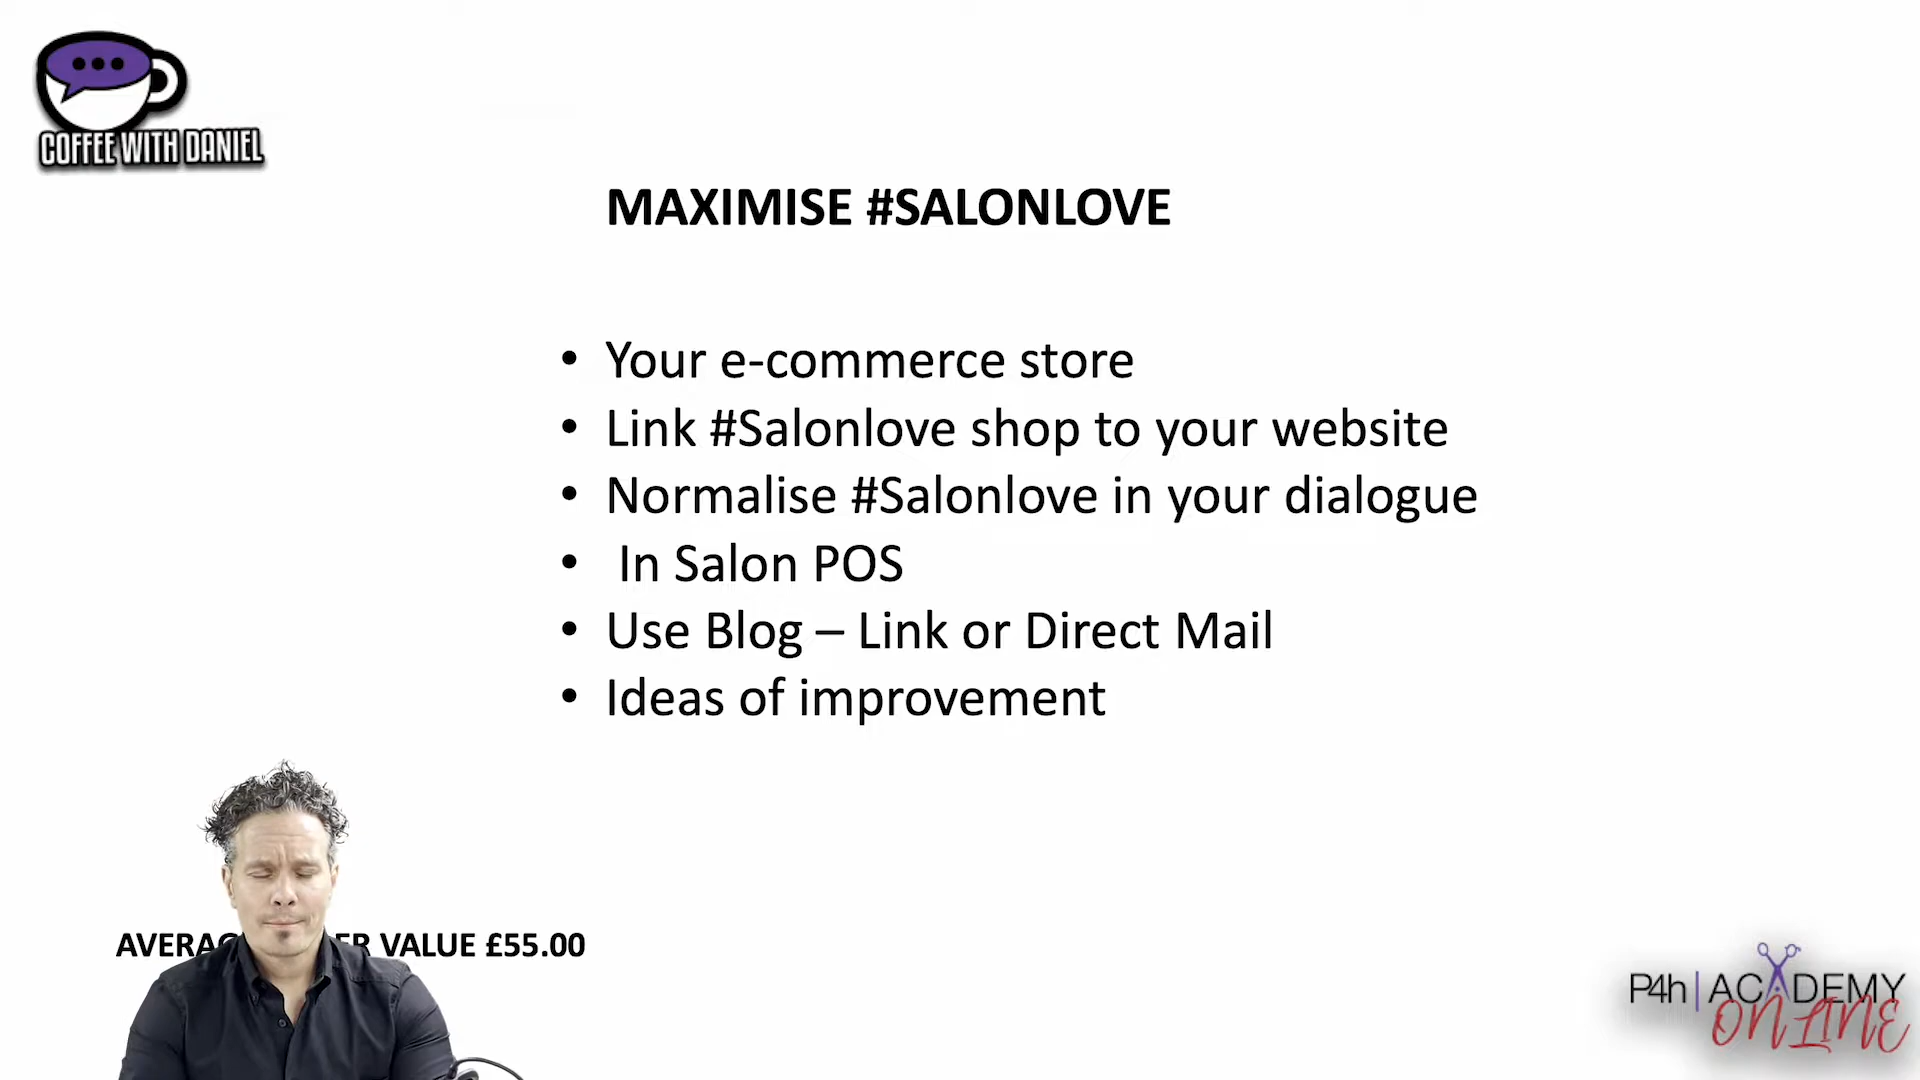 COFFEE WITH DANIEL
MAXIMISE #SALONLOVE
• Your e-commerce store
• Link #Salonlove shop to your website
• Normalise #Salonlove in your dialogue
• In Salon POS
• Use Blog – Link or Direct Mail
• Ideas of improvement
VALUE £55.00
P4h | ACADEMY
ONLINE